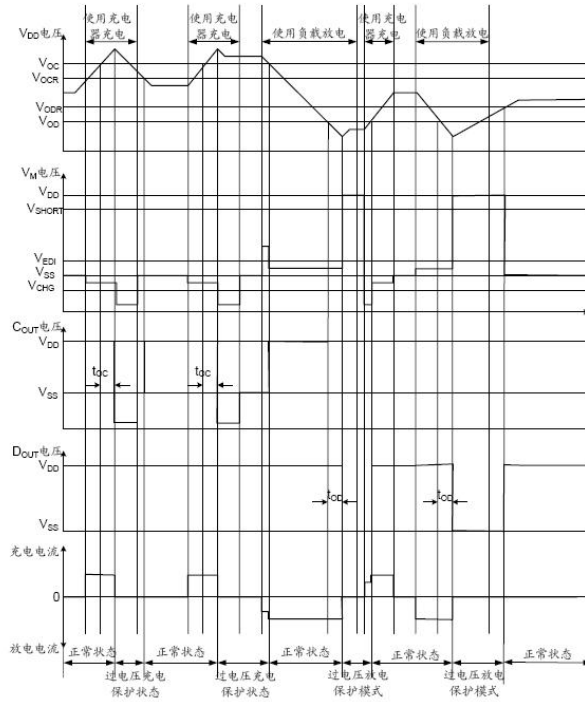 使用充电
器充电
使用充电
器充电
使用负载放电
使用充电
器充电
使用负载放电
VDD电压
VOC
VOCR
VODR
VOD
VM电压
VDD
VSHORT
VEDI
VSS
VCHG
COUT电压
VDD
tOC
tOC
VSS
DOUT电压
VDD
tOD
tOD
VSS
充电电流
0
放电电流
正常状态
正常状态
正常状态
正常状态
正常状态
过电压充电
保护状态
过电压充电
保护状态
过电压放电
保护模式
过电压放电
保护模式